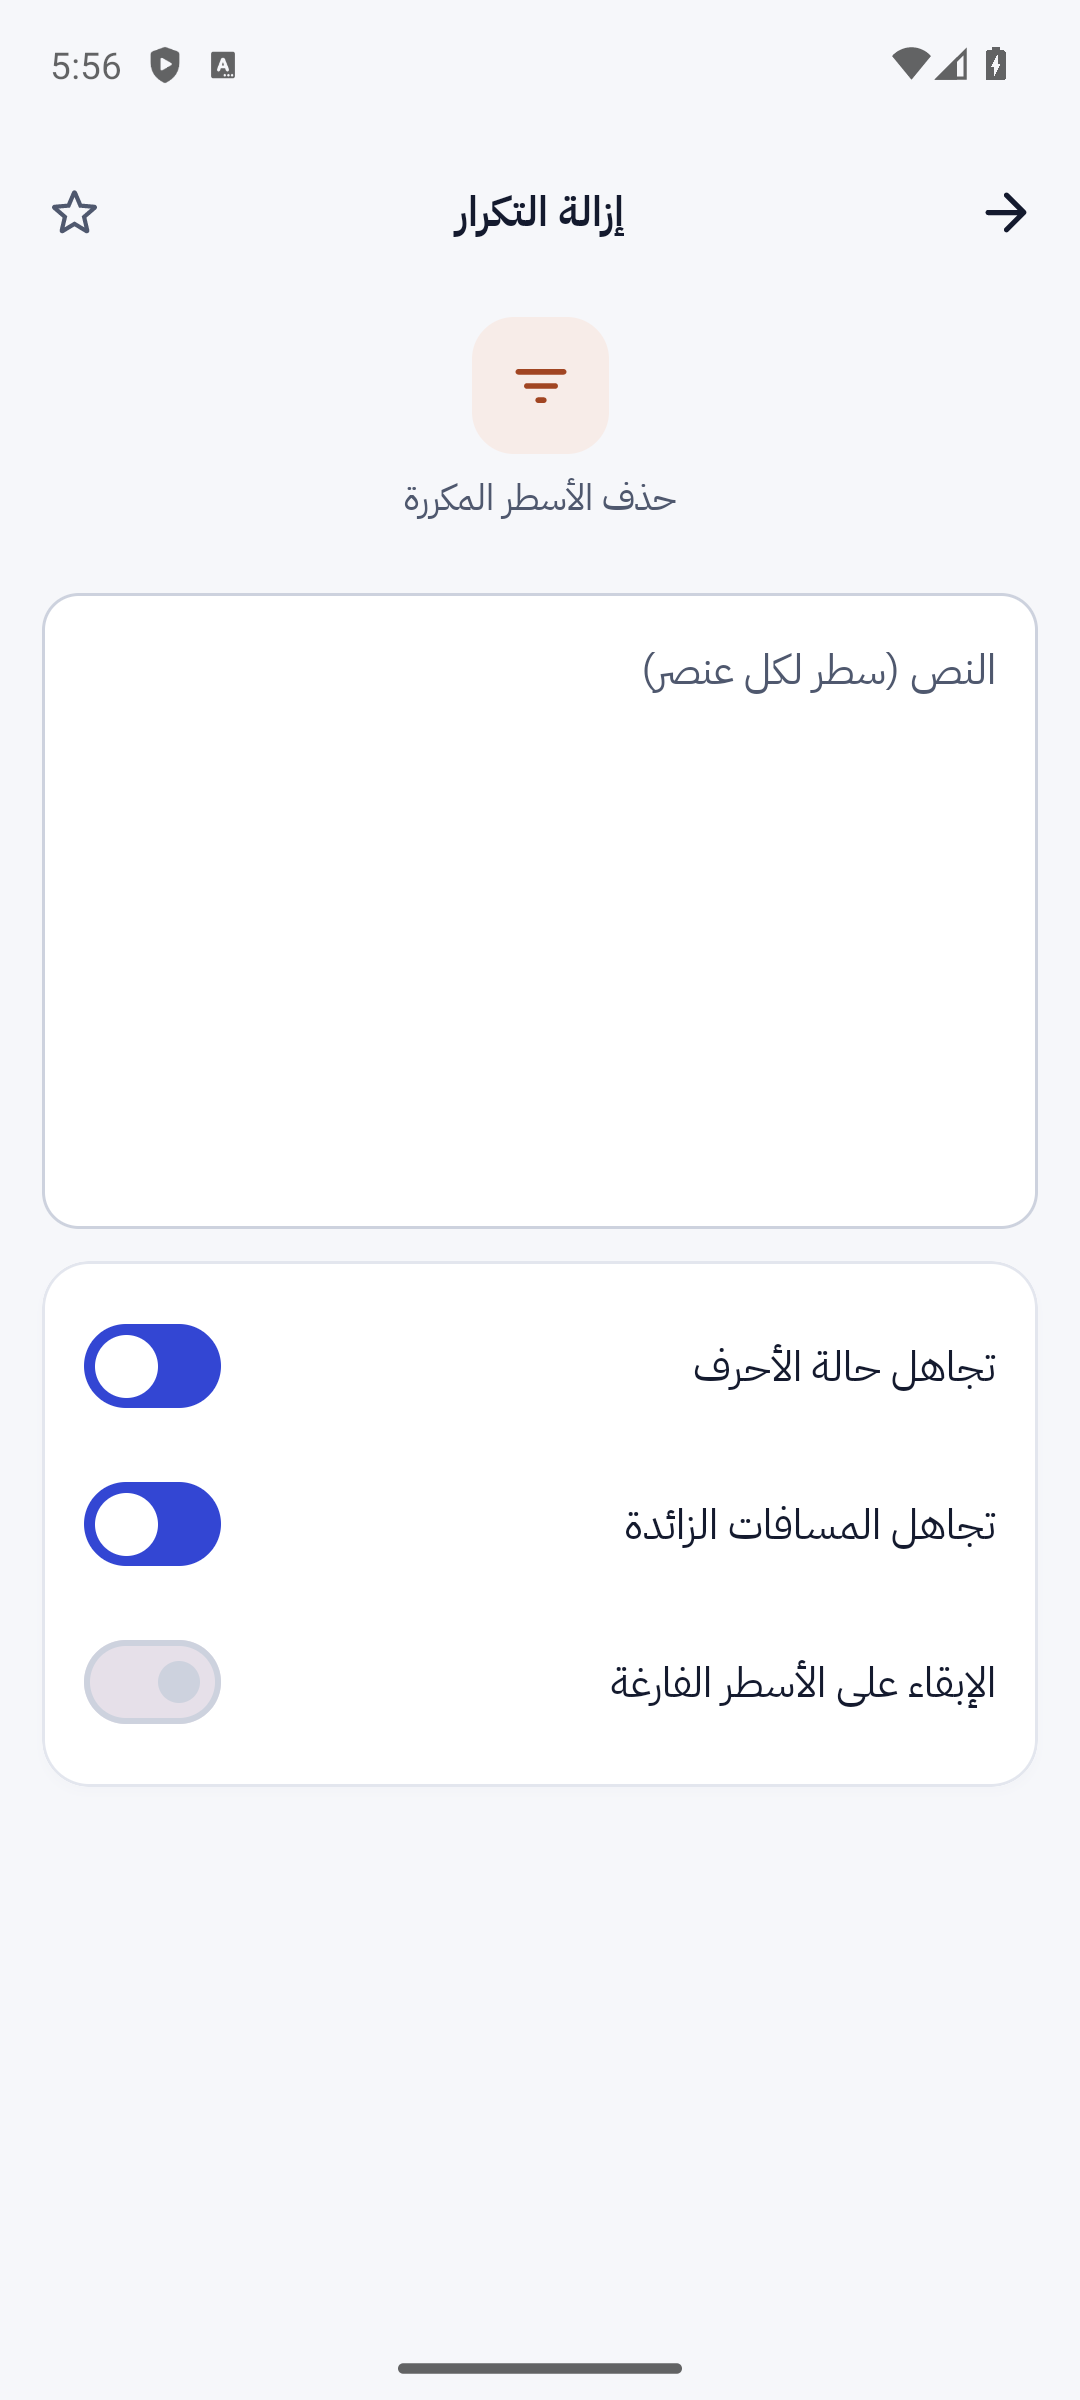 5:56
إزالة التكرار
حذف الأسطر المكررة
النص (سطر لكل عنصر)
تجاهل حالة الأحرف
تجاهل المسافات الزائدة
الإبقاء على الأسطر الفارغة